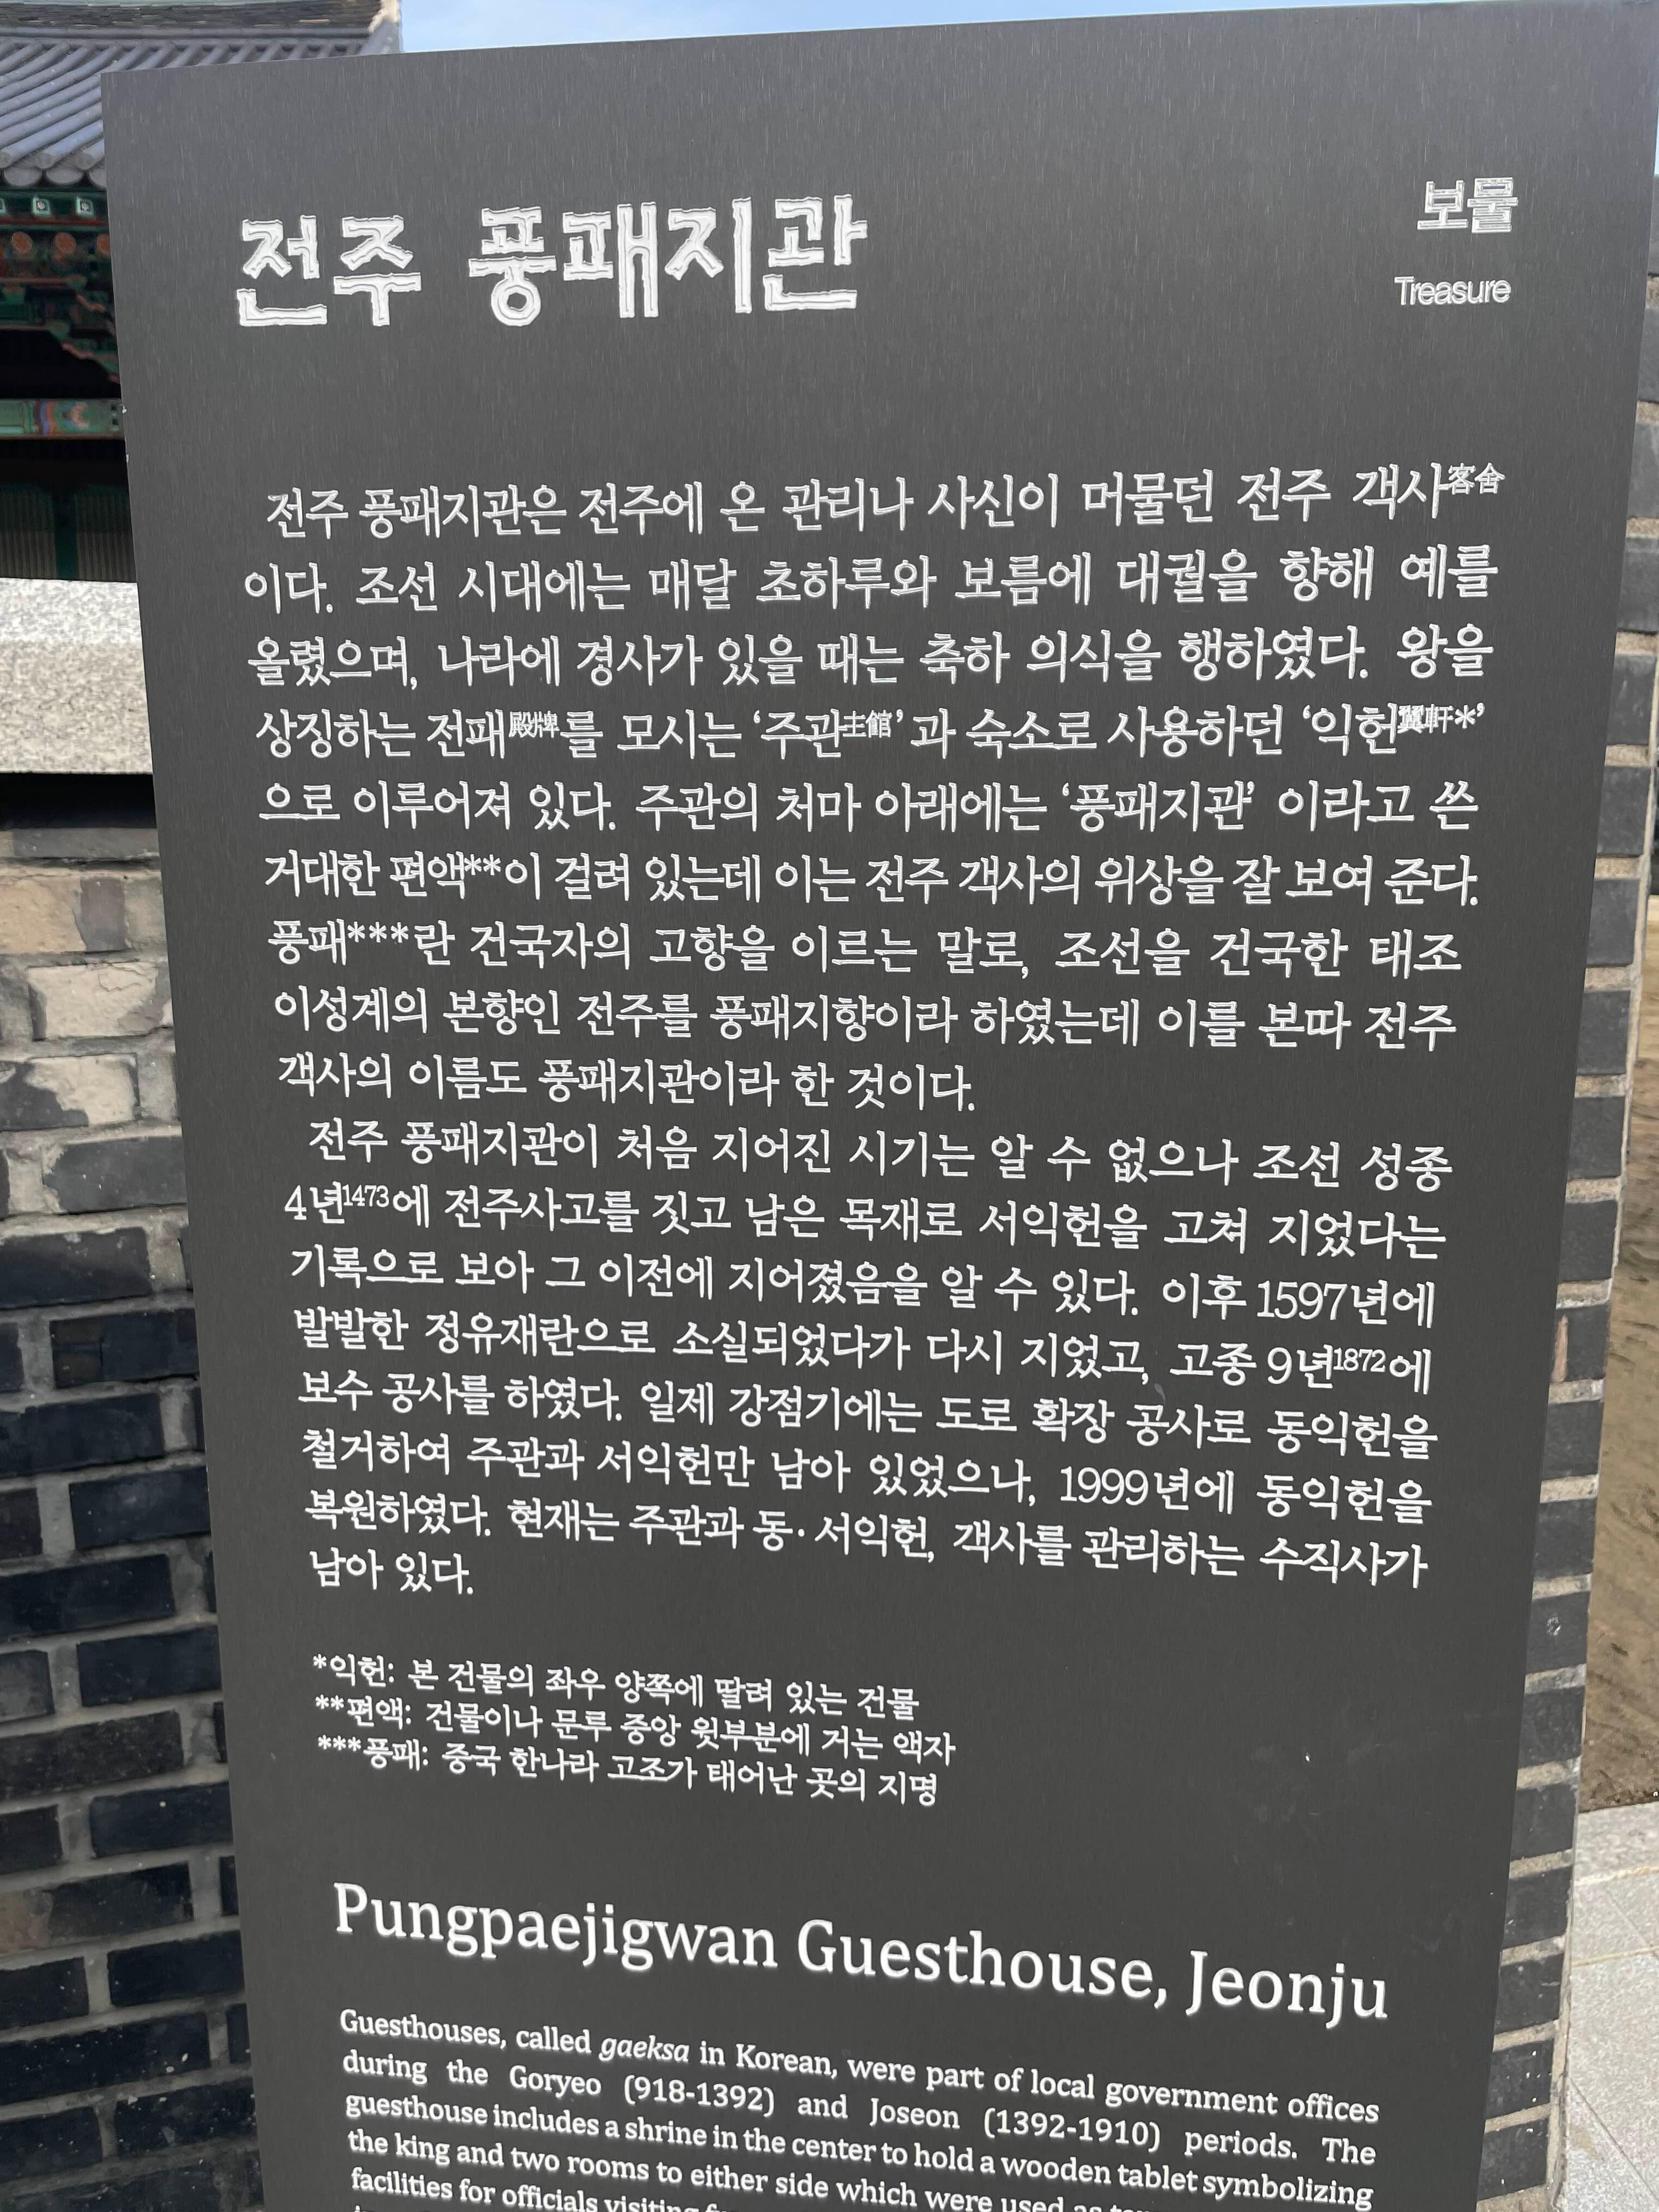 전주 풍패지관
보물
Treasure
전주 풍패지관은 전주에 온 관리나 사신이 머물던 전주 객사客舍
이다. 조선 시대에는 매달 초하루와 보름에 대궐을 향해 예를
올렸으며, 나라에 경사가 있을 때는 축하 의식을 행하였다. 왕을
상징하는 전패殿牌를 모시는 ‘주관主館’과 숙소로 사용하던 ‘익헌翼軒*’
으로 이루어져 있다. 주관의 처마 아래에는 ‘풍패지관’ 이라고 쓴
거대한 편액**이 걸려 있는데 이는 전주 객사의 위상을 잘 보여 준다.
풍패***란 건국자의 고향을 이르는 말로, 조선을 건국한 태조
이성계의 본향인 전주를 풍패지향이라 하였는데 이를 본따 전주
객사의 이름도 풍패지관이라 한 것이다.
전주 풍패지관이 처음 지어진 시기는 알 수 없으나 조선 성종
4년1473에 전주사고를 짓고 남은 목재로 서익헌을 고쳐 지었다는
기록으로 보아 그 이전에 지어졌음을 알 수 있다. 이후 1597년에
발발한 정유재란으로 소실되었다가 다시 지었고, 고종 9년1872에
보수 공사를 하였다. 일제 강점기에는 도로 확장 공사로 동익헌을
철거하여 주관과 서익헌만 남아 있었으나, 1999년에 동익헌을
복원하였다. 현재는 주관과 동·서익헌, 객사를 관리하는 수직사가
남아 있다.
*익헌: 본 건물의 좌우 양쪽에 딸려 있는 건물
**편액: 건물이나 문루 중앙 윗부분에 거는 액자
***풍패: 중국 한나라 고조가 태어난 곳의 지명
Pungpaejigwan Guesthouse, Jeonju
Guesthouses, called gaeksa in Korean, were part of local government offices
during the Goryeo (918-1392) and Joseon (1392-1910) periods. The
guesthouse includes a shrine in the center to hold a wooden tablet symbolizing
the king and two rooms to either side which were used as
facilities for officials visiting